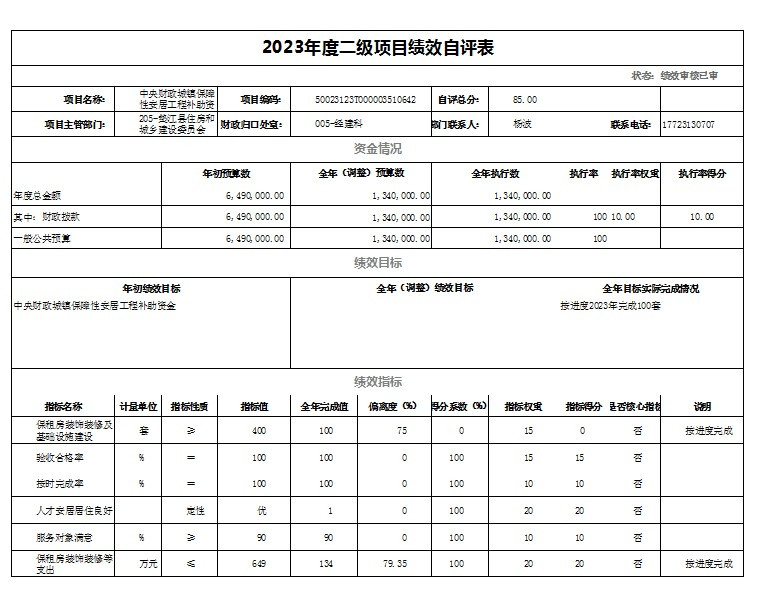 2023年度二级项目绩效自评表
状态：绩效审核已审
项目名称： 中央财政城镇保障性安居工程补助资 项目编码： 50023123T000003510642 自评总分： 85.00
项目主管部门： 205-垫江县住房和城乡建设委员会 财政归口处室： 005-经建科 部门联系人： 杨波 联系电话： 17723130707
资金情况
年初预算数 全年（调整）预算数 全年执行数 执行率 执行率权重 执行率得分
年度总金额 6,490,000.00 1,340,000.00 1,340,000.00
其中：财政拨款 6,490,000.00 1,340,000.00 1,340,000.00 100 10.00 10.00
一般公共预算 6,490,000.00 1,340,000.00 1,340,000.00 100
绩效目标
年初绩效目标 全年（调整）绩效目标 全年目标实际完成情况
中央财政城镇保障性安居工程补助资金 按进度2023年完成100套
绩效指标
指标名称 计量单位 指标性质 指标值 全年完成值 偏离度（%） 得分系数（%） 指标权重 指标得分 是否核心指标 说明
保租房装饰装修及基础设施建设 套 ≥ 400 100 75 0 15 0 否 按进度完成
验收合格率 % ＝ 100 100 0 100 15 15 否
按时完成率 % ＝ 100 100 0 100 10 10 否
人才安居居住良好 定性 优 1 0 100 20 20 否
服务对象满意 % ≥ 90 90 0 100 10 10 否
保租房装饰装修等支出 万元 ≤ 649 134 79.35 100 20 20 否 按进度完成